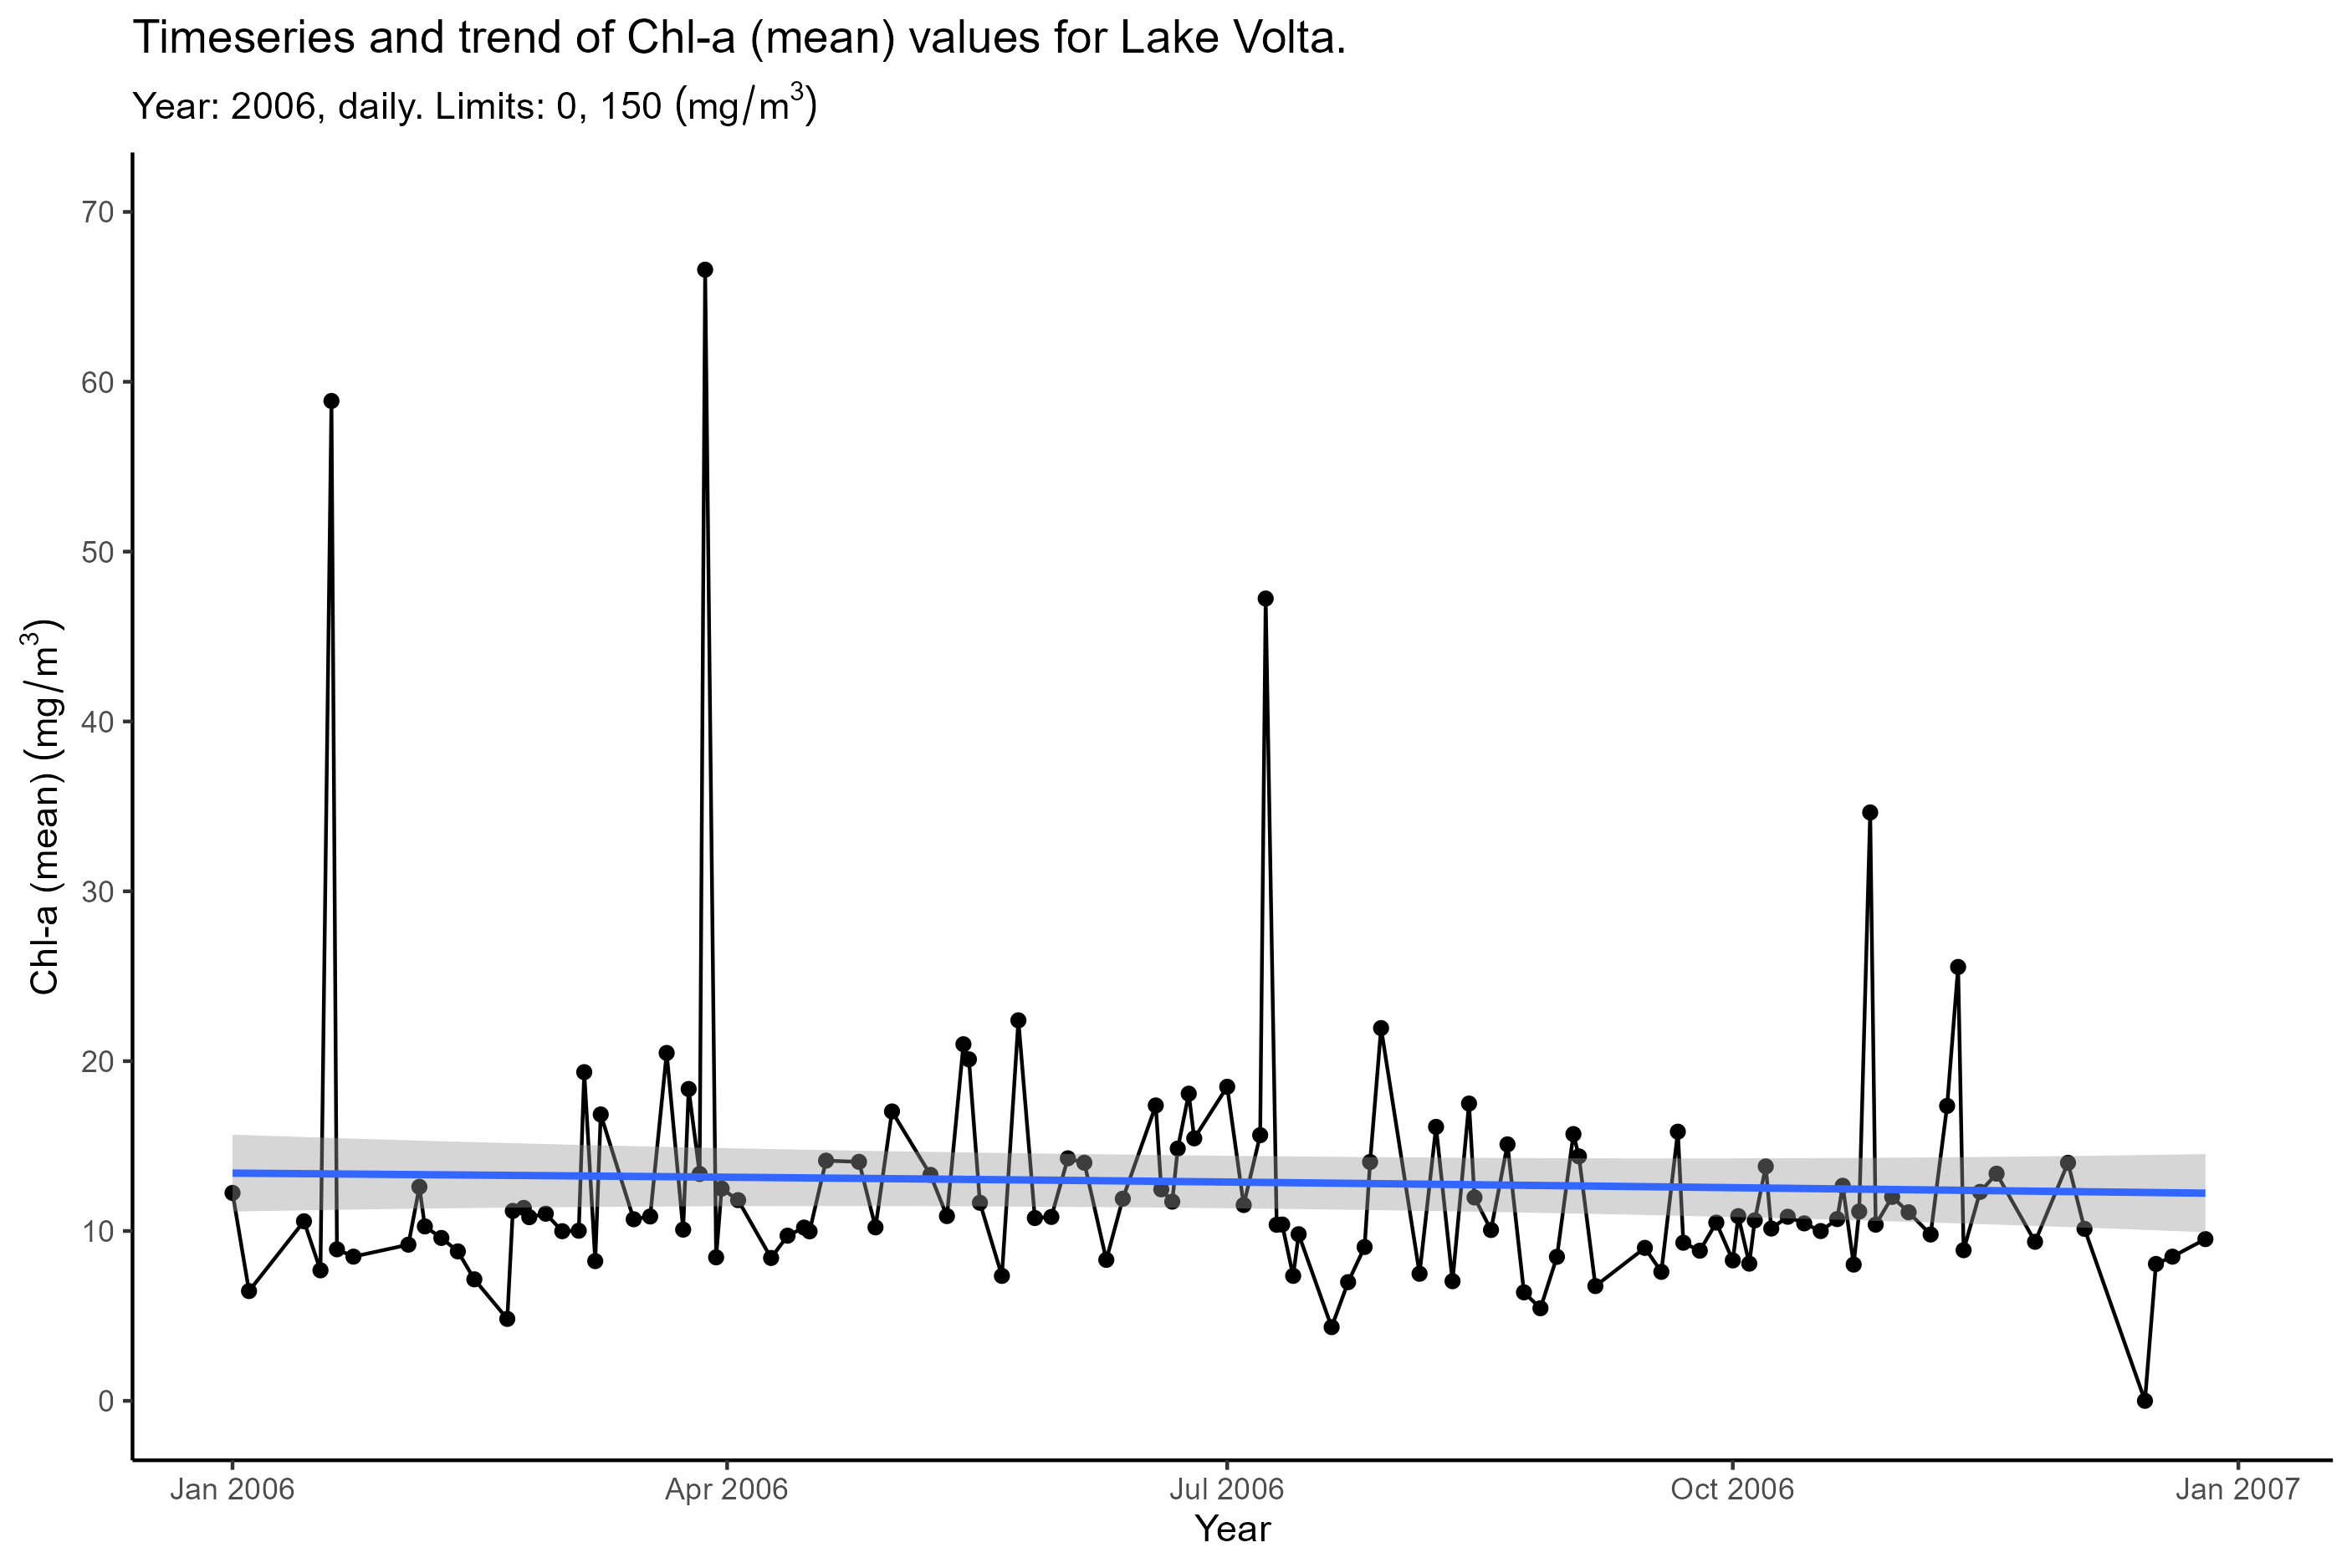 Timeseries and trend of Chl-a (mean) values for Lake Volta.
Year: 2006, daily. Limits: 0, 150 (mg/m³)
Chl-a (mean) (mg/m³)
70
60
50
40
30
20
10
0
Jan 2006
Apr 2006
Jul 2006
Oct 2006
Jan 2007
Year